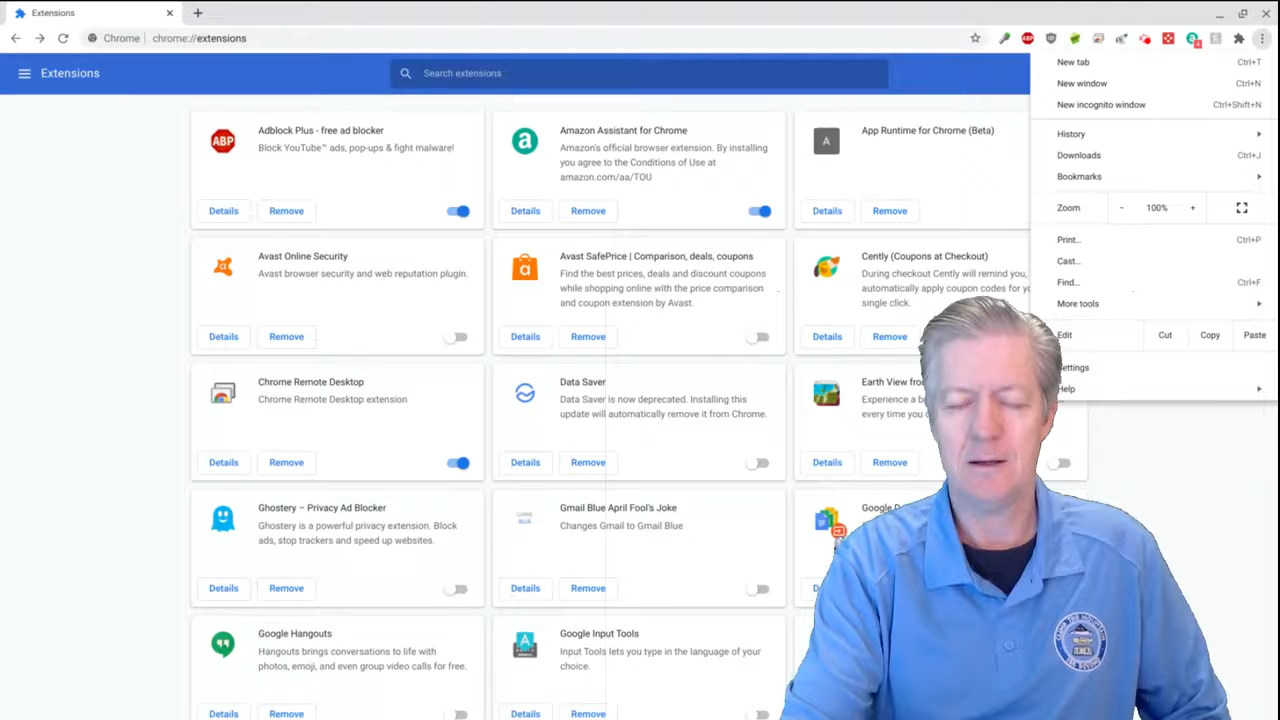 Extensions
Chrome chrome://extensions
4
Extensions
Search extensions
New tab Ctrl+T
New window Ctrl+N
New incognito window Ctrl+Shift+N
History
Downloads Ctrl+J
Bookmarks
Zoom - 100% +
Print... Ctrl+P
Cast...
Find... Ctrl+F
More tools
Edit Cut Copy Paste
ettings
elp
ABP
Adblock Plus - free ad blocker
Block YouTube™ ads, pop-ups & fight malware!
Details Remove
a
Amazon Assistant for Chrome
Amazon's official browser extension. By installing
you agree to the Conditions of Use at
amazon.com/aa/TOU
Details Remove
A
App Runtime for Chrome (Beta)
Details Remove
Avast Online Security
Avast browser security and web reputation plugin.
Details Remove
a
Avast SafePrice | Comparison, deals, coupons
Find the best prices, deals and discount coupons
while shopping online with the price comparison
and coupon extension by Avast.
Details Remove
Cently (Coupons at Checkout)
During checkout Cently will remind you,
automatically apply coupon codes for yo
single click.
Details Remove
Chrome Remote Desktop
Chrome Remote Desktop extension
Details Remove
Data Saver
Data Saver is now deprecated. Installing this
update will automatically remove it from Chrome.
Details Remove
Earth View fro
Experience a b
every time you
Details Remove
Ghostery – Privacy Ad Blocker
Ghostery is a powerful privacy extension. Block
ads, stop trackers and speed up websites.
Details Remove
Gmail Blue April Fool's Joke
Changes Gmail to Gmail Blue
Details Remove
Google D
Google Hangouts
Hangouts brings conversations to life with
photos, emoji, and even group video calls for free.
Details Remove
A
Google Input Tools
Input Tools lets you type in the language of your
choice.
Details Remove